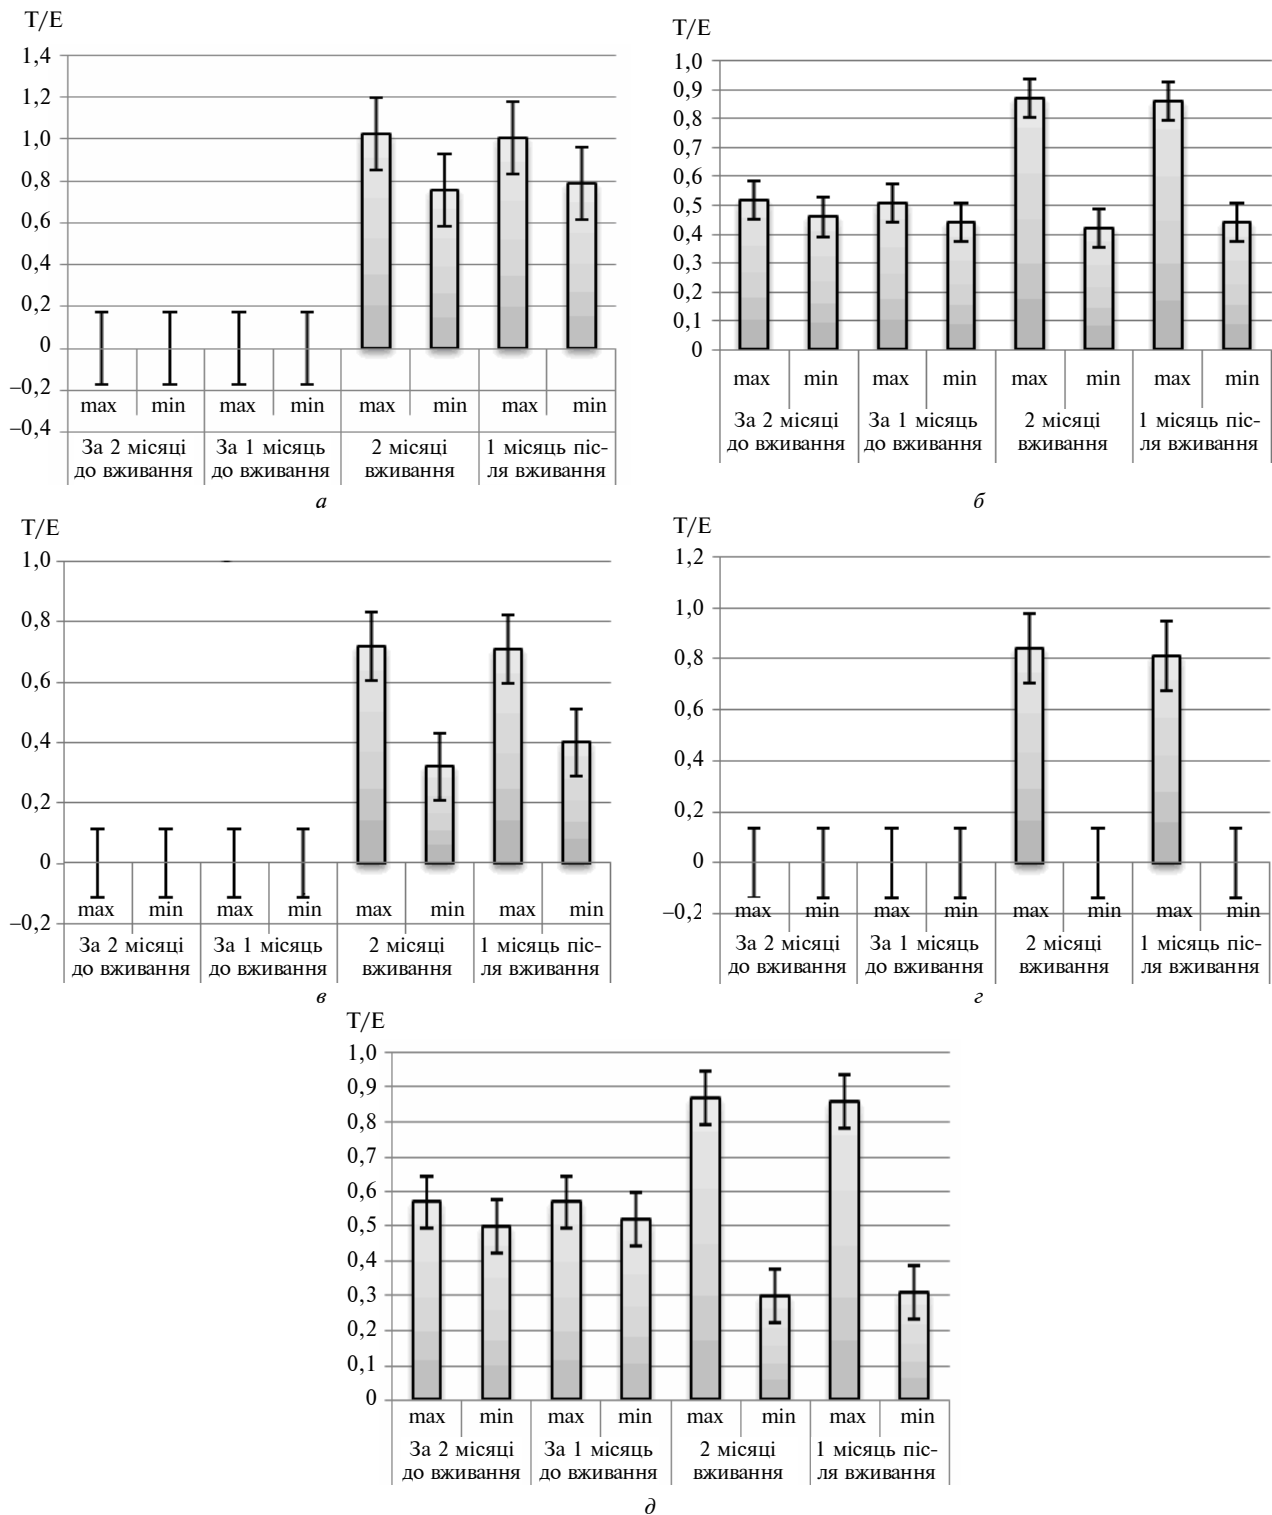 T/E
1,4
1,2
1,0
0,8
0,6
0,4
0,2
0
–0,2
–0,4
max min max min max min max min
За 2 місяці До вживання За 1 місяць до вживання 2 місяці вживання 1 місяць піс-
ля вживання
а
T/E
1,0
0,9
0,8
0,7
0,6
0,5
0,4
0,3
0,2
0,1
0
max min max min max min max min
За 2 місяці За 1 місяць 2 місяці 1 місяць піс-
до вживання до вживання вживання ля вживання
б
T/E
1,0
0,8
0,6
0,4
0,2
0
–0,2
max min max min max min max min
За 2 місяці За 1 місяць 2 місяці 1 місяць піс-
до вживання до вживання вживання ля вживання
в
T/E
1,2
1,0
0,8
0,6
0,4
0,2
0
–0,2
max min max min max min max min
За 2 місяці За 1 місяць 2 місяці 1 місяць піс-
до вживання до вживання вживання ля вживання
г
T/E
1,0
0,9
0,8
0,7
0,6
0,5
0,4
0,3
0,2
0,1
0
max min max min max min max min
За 2 місяці За 1 місяць 2 місяці 1 місяць піс-
до вживання до вживання вживання ля вживання
д